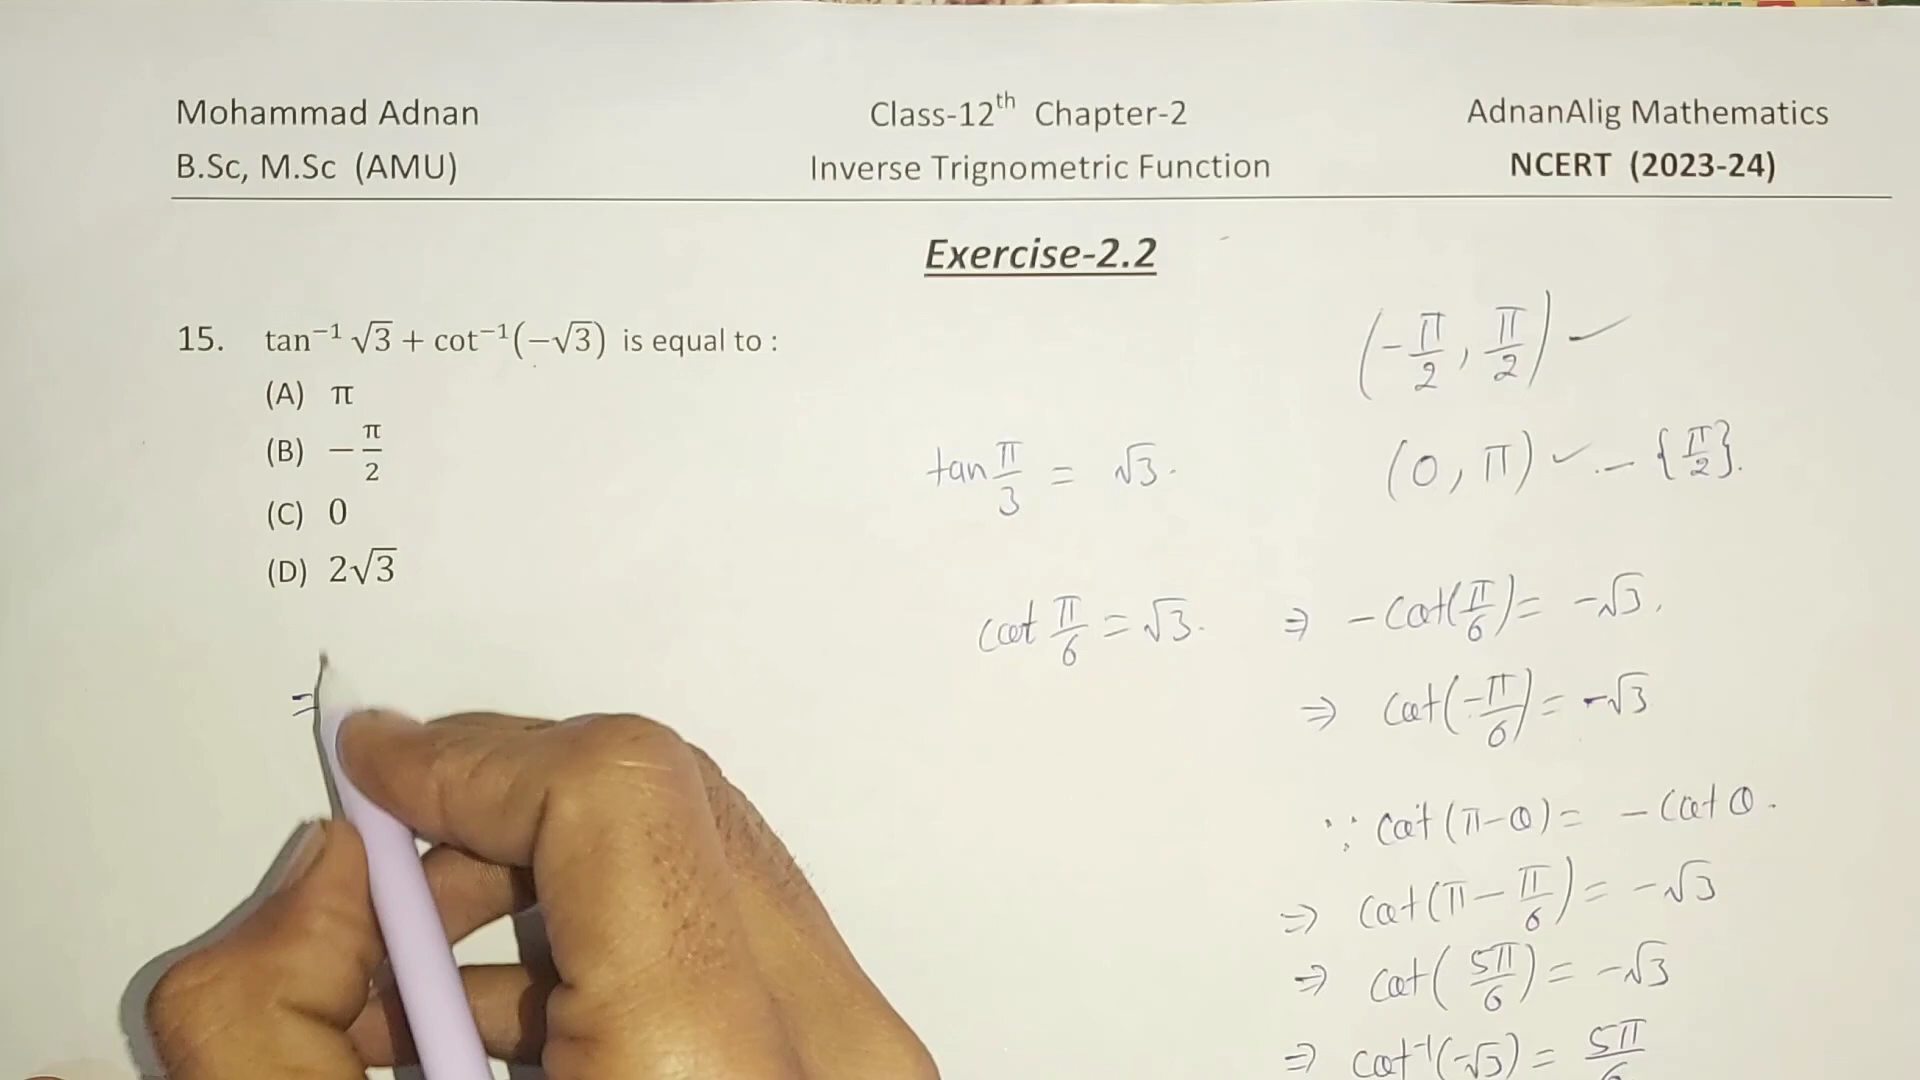 Mohammad Adnan Class-12th Chapter-2 AdnanAlig Mathematics
B.Sc, M.Sc (AMU) Inverse Trignometric Function NCERT (2023-24)
Exercise-2.2
15. tan⁻¹ √3 + cot⁻¹(−√3) is equal to :
(A) π
(B) −π/2
(C) 0
(D) 2√3
=
tan π/3 = √3.
cot π/6 = √3.
(−π/2, π/2) ✓
(0, π) ✓ − {π/2}.
⇒ −cot(π/6) = −√3.
⇒ cot(−π/6) = −√3
∵ cot(π−θ) = −cot θ.
⇒ cot(π − π/6) = −√3
⇒ cot(5π/6) = −√3
⇒ cot⁻¹(−√3) = 5π/6